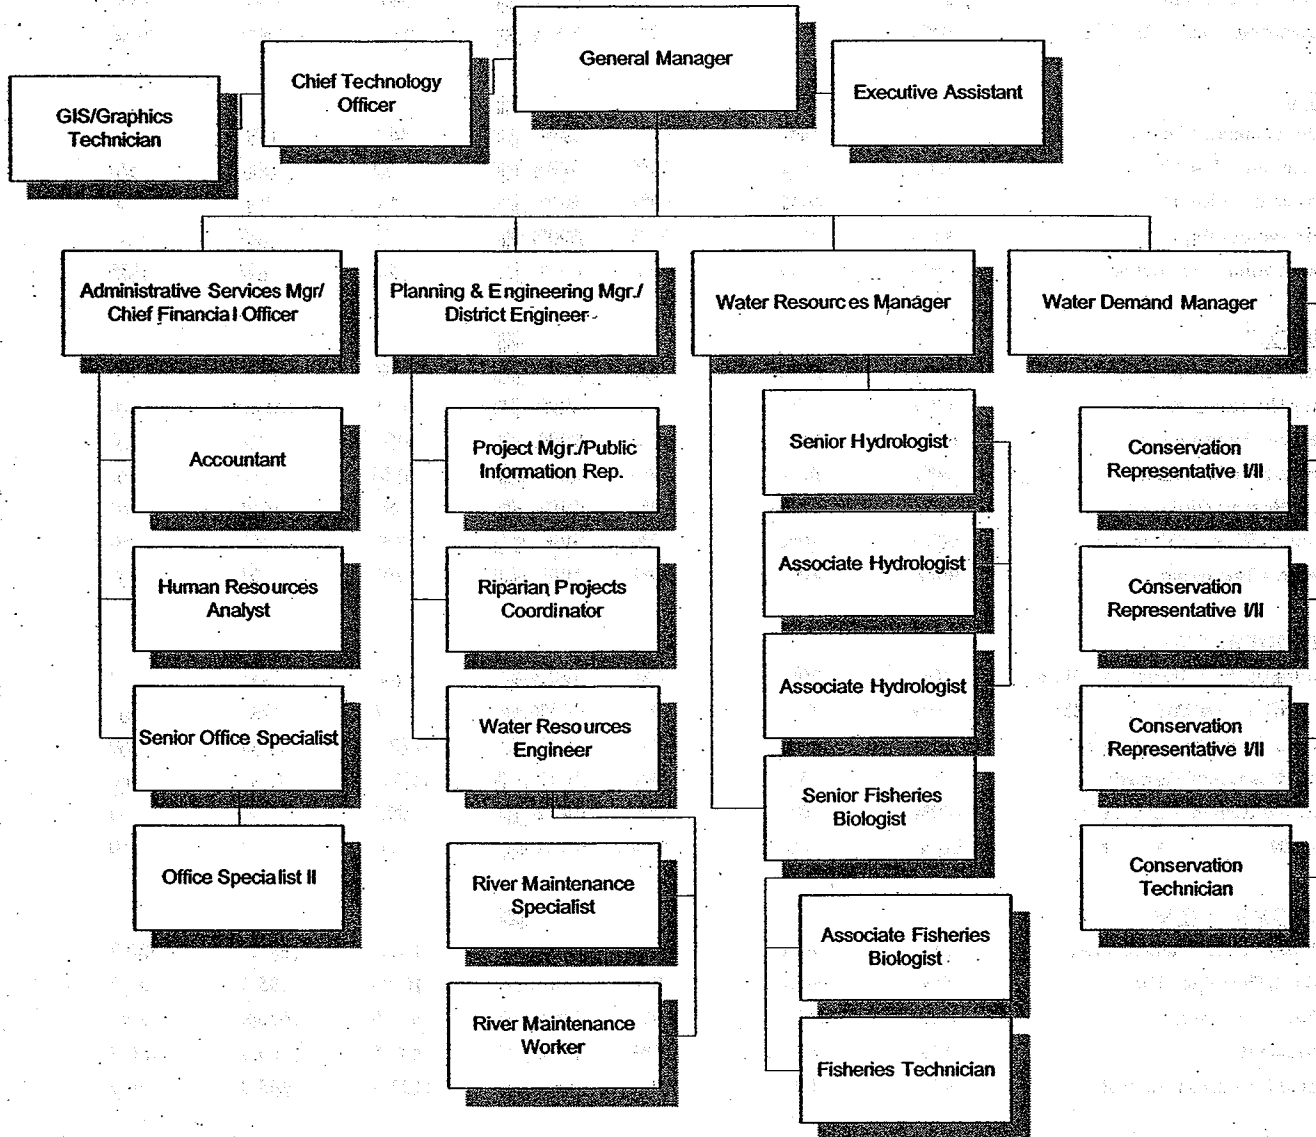 General Manager
Chief Technology
Officer
Executive Assistant
GIS/Graphics
Technician
Administrative Services Mgr/
Chief Financial Officer
Planning & Engineering Mgr./
District Engineer
Water Resources Manager
Water Demand Manager
Accountant
Human Resources
Analyst
Senior Office Specialist
Office Specialist II
Project Mgr./Public
Information Rep.
Riparian Projects
Coordinator
Water Resources
Engineer
River Maintenance
Specialist
River Maintenance
Worker
Senior Hydrologist
Associate Hydrologist
Associate Hydrologist
Senior Fisheries
Biologist
Associate Fisheries
Biologist
Fisheries Technician
Conservation
Representative I/II
Conservation
Representative I/II
Conservation
Representative I/II
Conservation
Technician